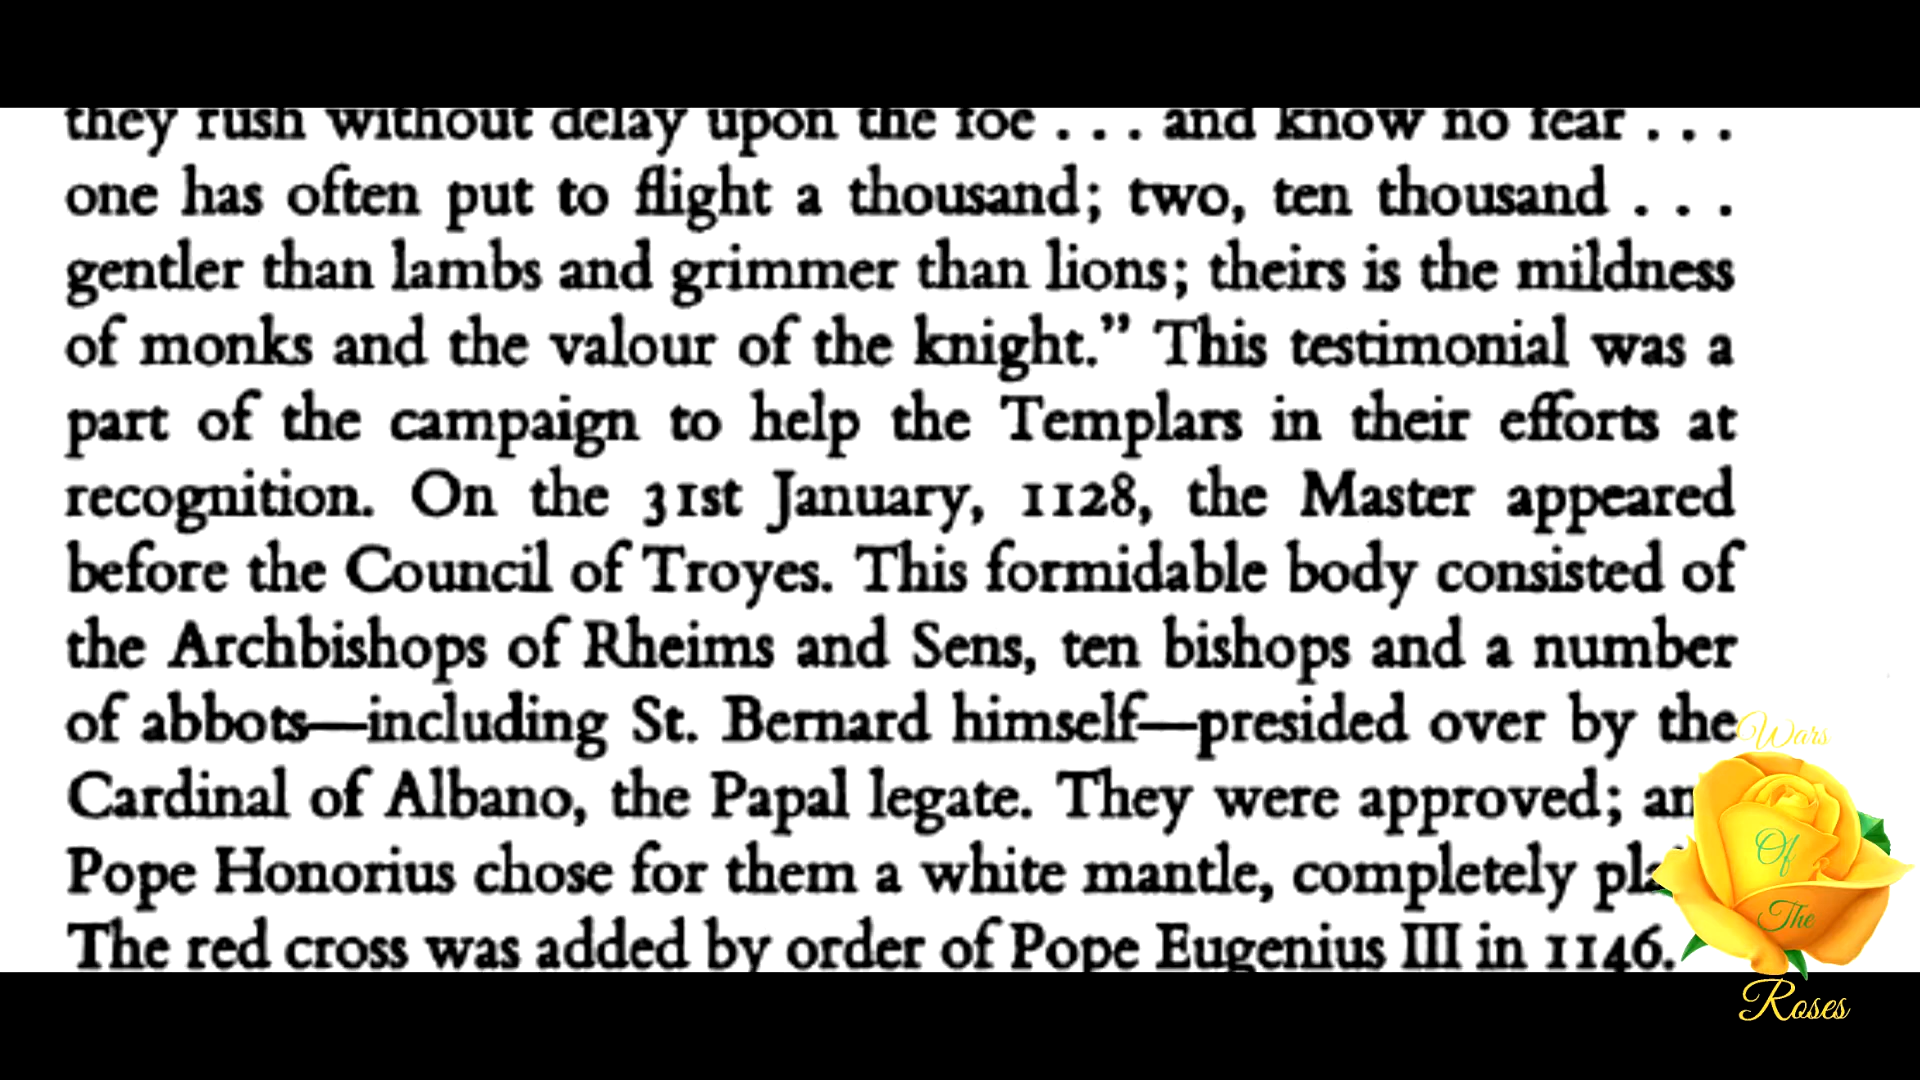 they rush without delay upon the foe . . . and know no fear . . .
one has often put to flight a thousand; two, ten thousand . . .
gentler than lambs and grimmer than lions; theirs is the mildness
of monks and the valour of the knight.” This testimonial was a
part of the campaign to help the Templars in their efforts at
recognition. On the 31st January, 1128, the Master appeared
before the Council of Troyes. This formidable body consisted of
the Archbishops of Rheims and Sens, ten bishops and a number
of abbots—including St. Bernard himself—presided over by the
Cardinal of Albano, the Papal legate. They were approved;
Pope Honorius chose for them a white mantle, completely
The red cross was added by order of Pope Eugenius III in 1146.
Wars
Of
The
Roses